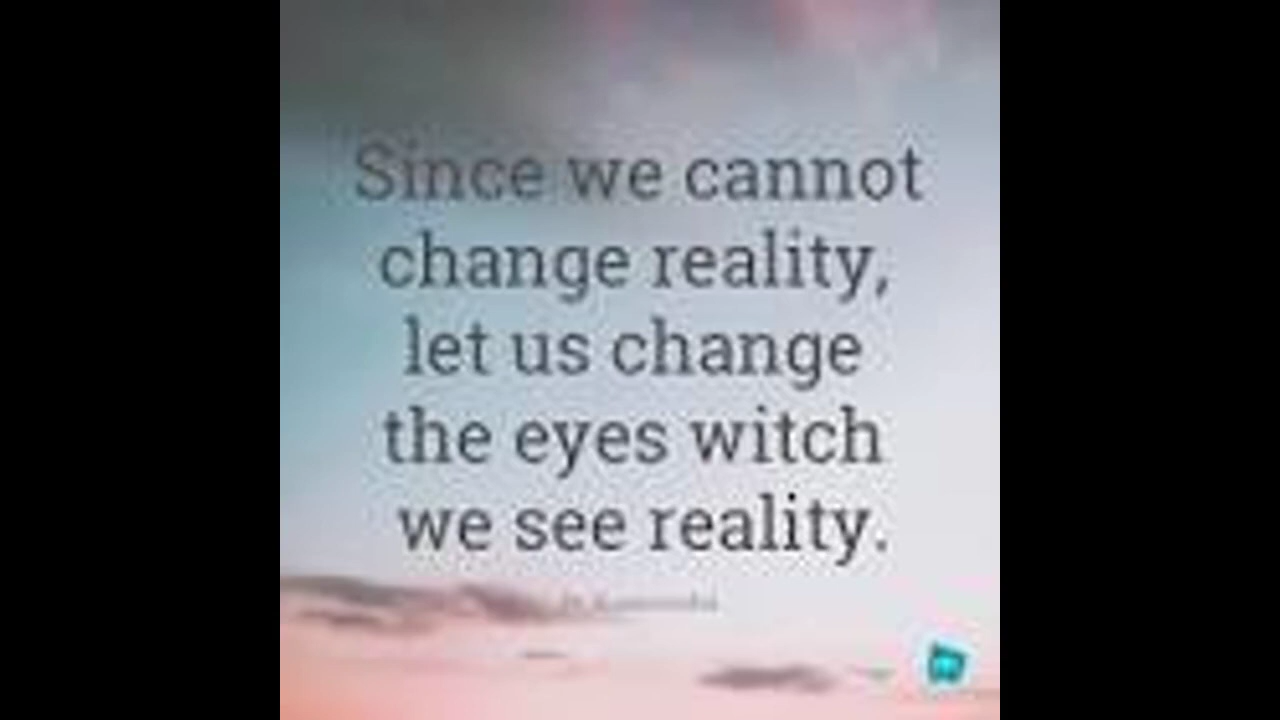 Since we cannot
change reality,
let us change
the eyes witch
we see reality.